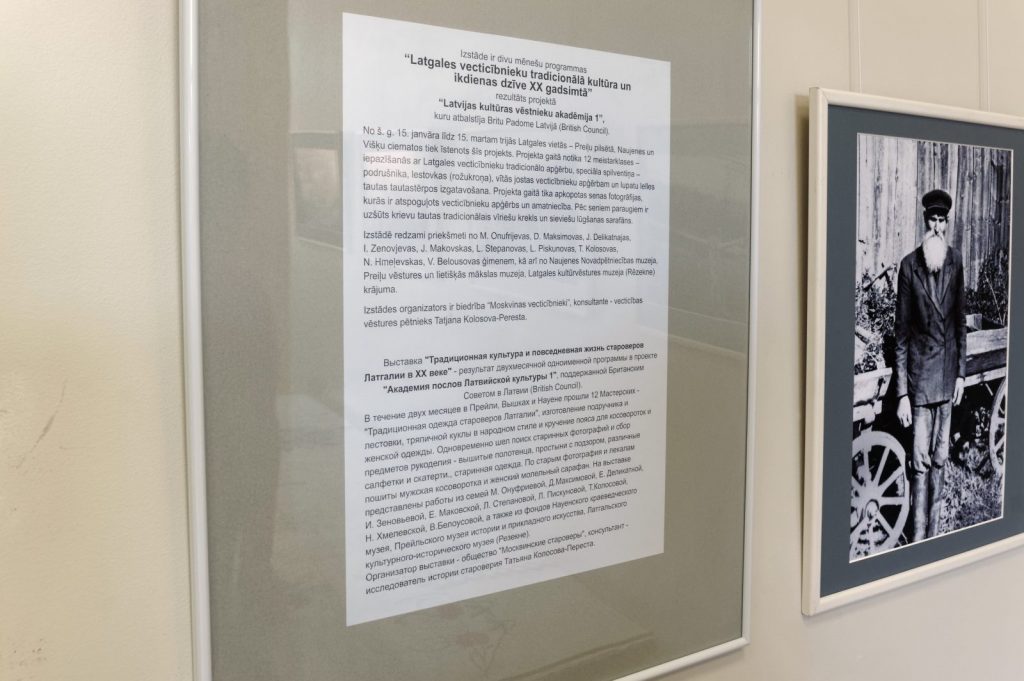 Izstāde ir divu mēnešu programmas
“Latgales vecticībnieku tradicionālā kultūra un
ikdienas dzīve XX gadsimtā”
rezultāts projektā
“Latvijas kultūras vēstnieku akadēmija 1”,
kuru atbalstīja Britu Padome Latvijā (British Council).
No š. g. 15. janvāra līdz 15. martam trijās Latgales vietās – Preiļu pilsētā, Naujenes un
Višķu ciematos tiek īstenots šīs projekts. Projekta gaitā notika 12 meistarklases –
iepazīšanās ar Latgales vecticībnieku tradicionālo apģērbu, speciāla spilventiņa –
podrušnika, lestovkas (rožukroņa), vītās jostas vecticībnieku apģērbam un lupatu lelles
tautas tautastērpos izgatavošana. Projekta gaitā tika apkopotas senas fotogrāfijas,
kurās ir atspoguļots vecticībnieku apģērbs un amatniecība. Pēc seniem paraugiem ir
uzšūts krievu tautas tradicionālais vīriešu krekls un sieviešu lūgšanas sarafāns.
Izstādē redzami priekšmeti no M. Onufrijevas, D. Maksimovas, J. Delikatnajas,
I. Zenovjevas, J. Makovskas, L. Stepanovas, L. Piskunovas, T. Kolosovas,
N. Hmeļevskas, V. Belousovas ģimenem, kā arī no Naujenes Novadpētniecības muzeja,
Preiļu vēstures un lietišķās mākslas muzeja, Latgales kultūrvēstures muzeja (Rēzekne)
krājuma.
Izstādes organizators ir biedrība “Moskvinas vecticībnieki”, konsultante - vecticības
vēstures pētnieks Tatjana Kolosova-Peresta.
Выставка "Традиционная культура и повседневная жизнь староверов
Латгалии в XX веке" - результат двухмесячной одноименной программы в проекте
"Академия послов Латвийской культуры 1", поддержанной Британским
Советом в Латвии (British Council).
В течение двух месяцев в Прейли, Вышках и Науене прошли 12 Мастерских -
"Традиционная одежда староверов Латгалии", изготовление подручника и
лестовки, тряпичной куклы в народном стиле и кручение пояса для косовороток и
женской одежды. Одновременно шел поиск старинных фотографий и сбор
предметов рукоделия - вышитые полотенца, простыни с подзором, различные
салфетки и скатерти., старинная одежда. По старым фотография и лекалам
пошиты мужская косоворотка и женский молельный сарафан. На выставке
представлены работы из семей М. Онуфриевой, Д.Максимовой, Е. Деликатной,
И. Зеновьевой, Е. Маковской, Л. Степановой, Л. Пискуновой, Т.Колосовой,
Н. Хмелевской, В.Белоусовой, а также из фондов Науенского краеведческого
музея, Прейльского музея истории и прикладного искусства, Латгальского
культурного-исторического музея (Резекне).
Организатор выставки - общество "Москвинские староверы", консультант -
исследователь истории староверия Татьяна Колосова-Переста.